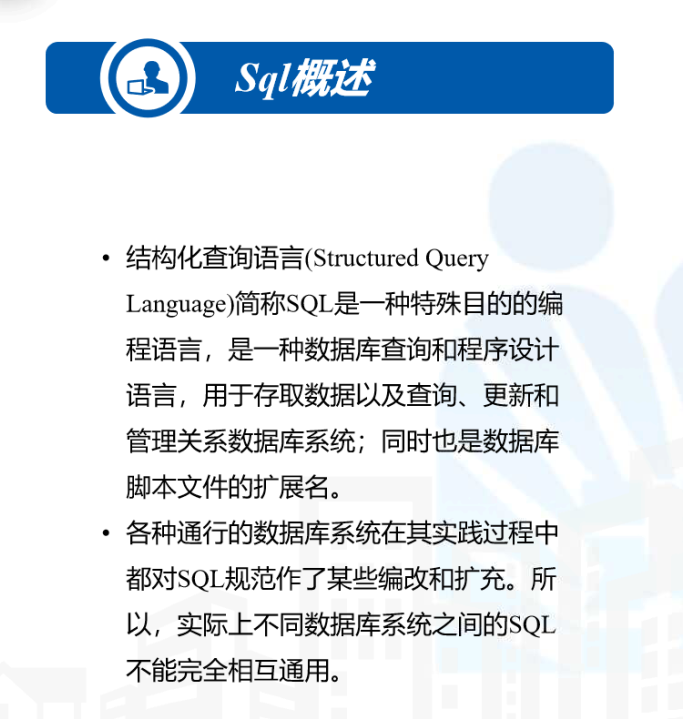 Sql概述
• 结构化查询语言(Structured Query
Language)简称SQL是一种特殊目的的编
程语言，是一种数据库查询和程序设计
语言，用于存取数据以及查询、更新和
管理关系数据库系统；同时也是数据库
脚本文件的扩展名。
• 各种通行的数据库系统在其实践过程中
都对SQL规范作了某些编改和扩充。所
以，实际上不同数据库系统之间的SQL
不能完全相互通用。